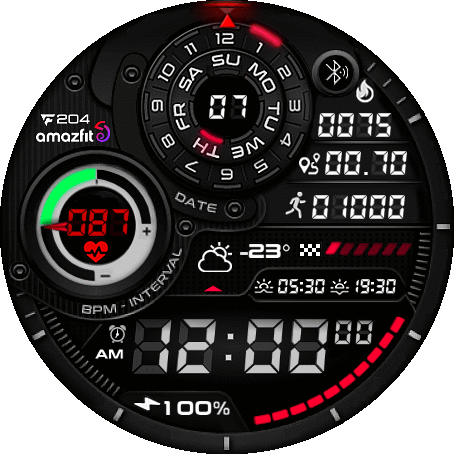 12 1 2 3 4 5 6 7 8 9 10 11
SU MO TU WE TH FR SA
01
DATE
F204
amazfit
0075
00.70
01000
087
+
-
BPM - INTERVAL
-23°
05:30 19:30
AM 12:00 00
100%